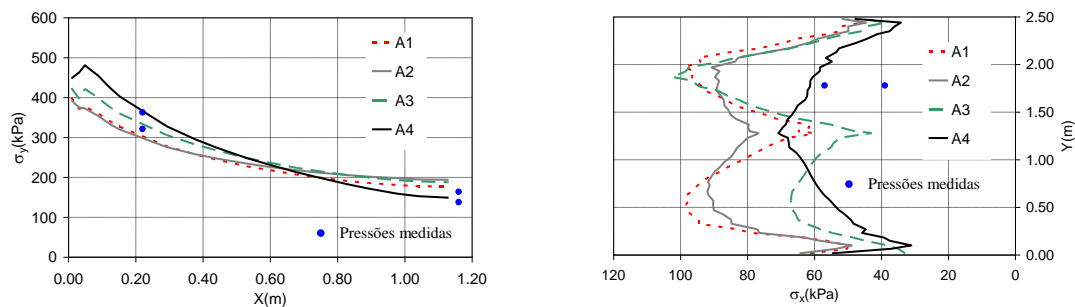 600
500
400
300
200
100
0
σy(kPa)
0.00 0.20 0.40 0.60 0.80 1.00 1.20
X(m)
A1
A2
A3
A4
Pressões medidas
2.50
2.00
1.50
1.00
0.50
0.00
Y(m)
120 100 80 60 40 20 0
σx(kPa)
A1
A2
A3
A4
Pressões medidas